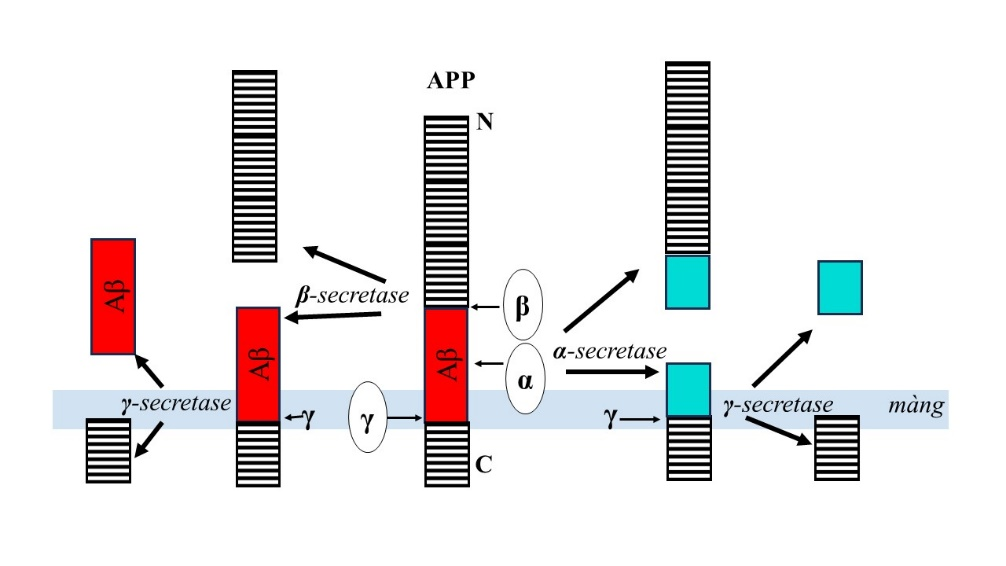 APP
N
β
β-secretase
Aβ
Aβ
Aβ
α-secretase
α
γ-secretase
γ
γ
γ
γ-secretase
màng
C